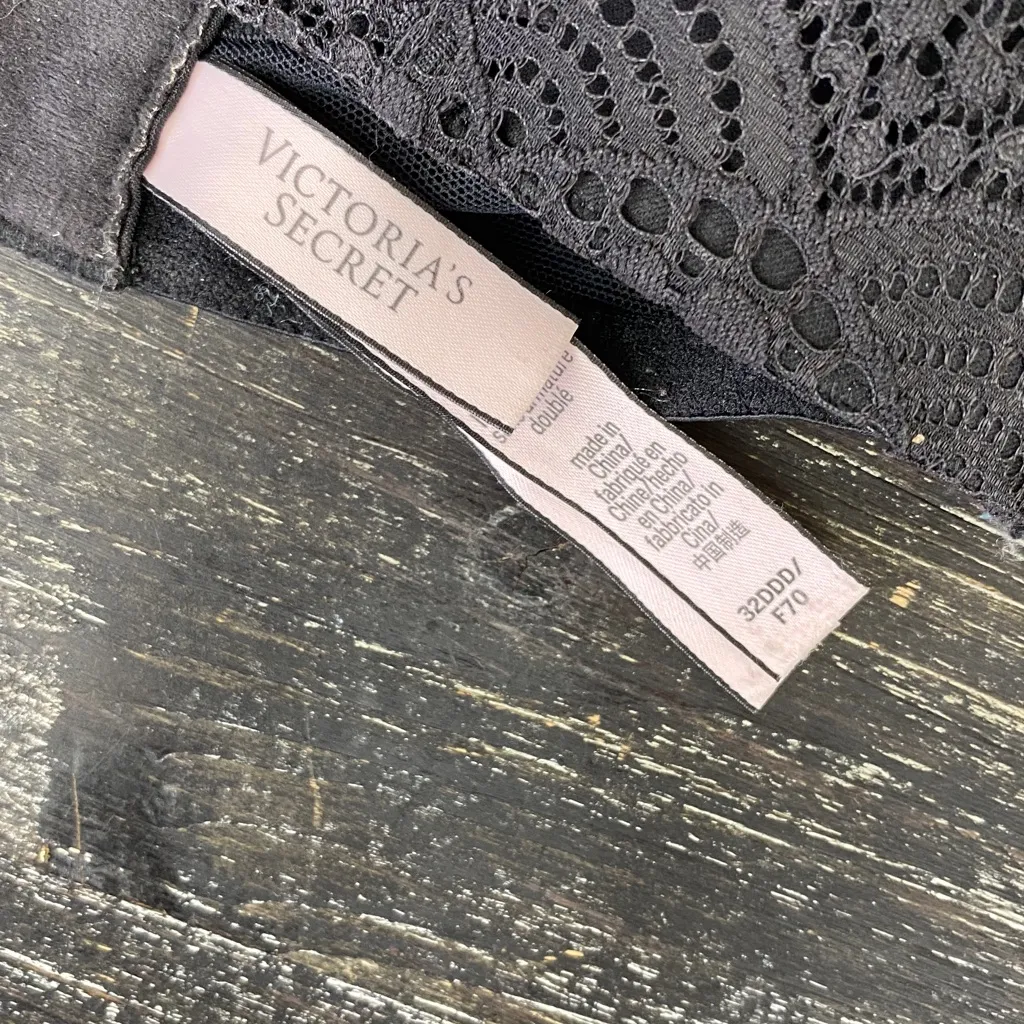 VICTORIA'S
SECRET
double
made in
China/
fabriqué en
Chine/hecho
en China/
fabricato in
Cina/
中国制造
32DDD/
F70